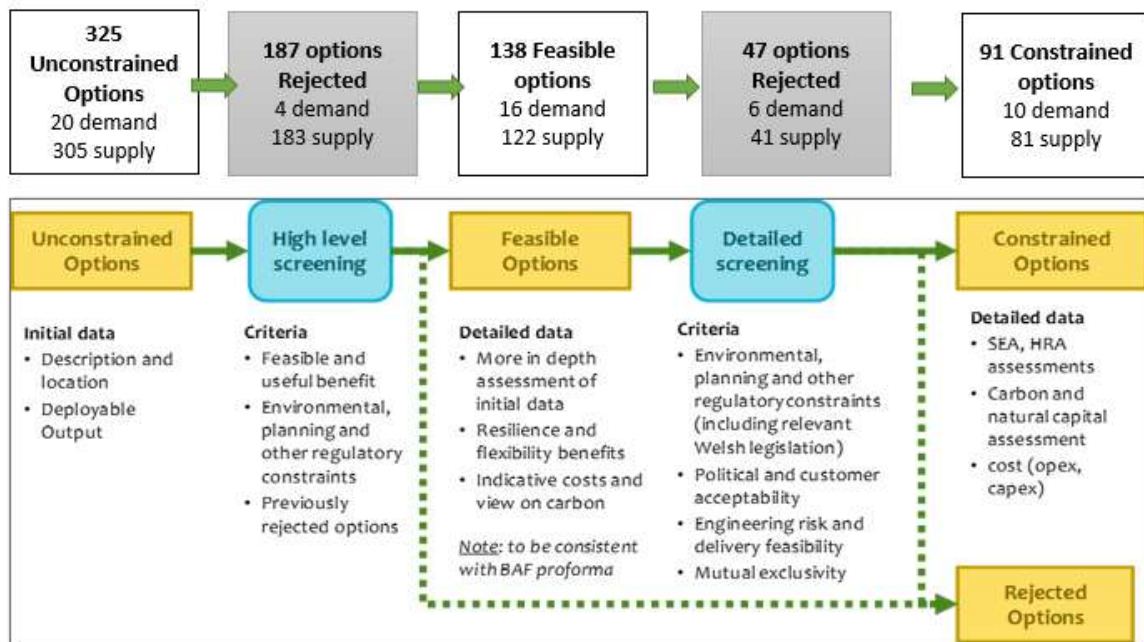 325
Unconstrained
Options
20 demand
305 supply
187 options
Rejected
4 demand
183 supply
138 Feasible
options
16 demand
122 supply
47 options
Rejected
6 demand
41 supply
91 Constrained
options
10 demand
81 supply
Unconstrained
Options
High level
screening
Feasible
Options
Detailed
screening
Constrained
Options
Initial data
• Description and
location
• Deployable
Output
Criteria
• Feasible and
useful benefit
• Environmental,
planning and
other regulatory
constraints
• Previously
rejected options
Detailed data
• More in depth
assessment of
initial data
• Resilience and
flexibility benefits
• Indicative costs and
view on carbon
Note: to be consistent
with BAF proforma
Criteria
• Environmental,
planning and other
regulatory constraints
(including relevant
Welsh legislation)
• Political and customer
acceptability
• Engineering risk and
delivery feasibility
• Mutual exclusivity
Detailed data
• SEA, HRA
assessments
• Carbon and
natural capital
assessment
• cost (opex,
capex)
Rejected
Options